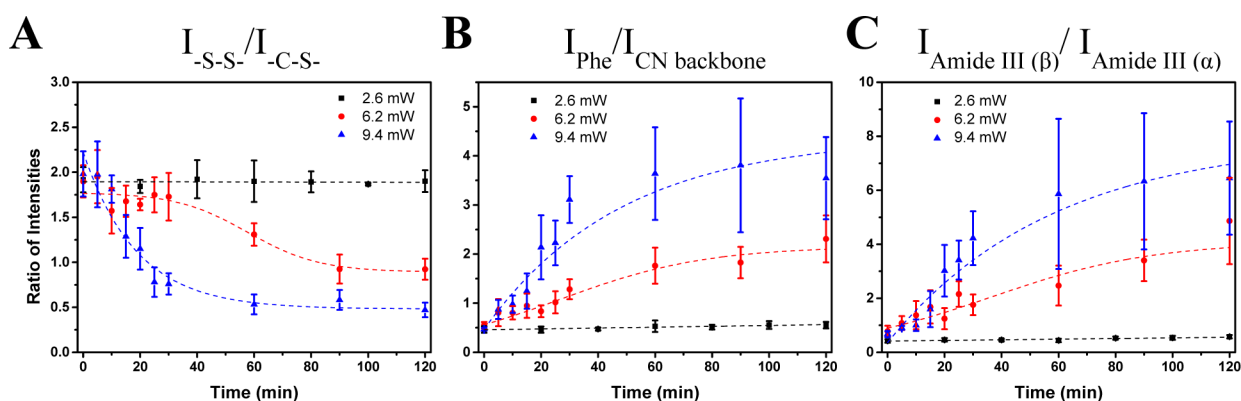 A
I-S-S-/I-C-S-
2.6 mW
6.2 mW
9.4 mW
Ratio of Intensities
3.0
2.5
2.0
1.5
1.0
0.5
0.0
0 20 40 60 80 100 120
Time (min)
B
IPhe/ICN backbone
2.6 mW
6.2 mW
9.4 mW
5
4
3
2
1
0
0 20 40 60 80 100 120
Time (min)
C
IAmide III (β)/ IAmide III (α)
2.6 mW
6.2 mW
9.4 mW
10
8
6
4
2
0
0 20 40 60 80 100 120
Time (min)